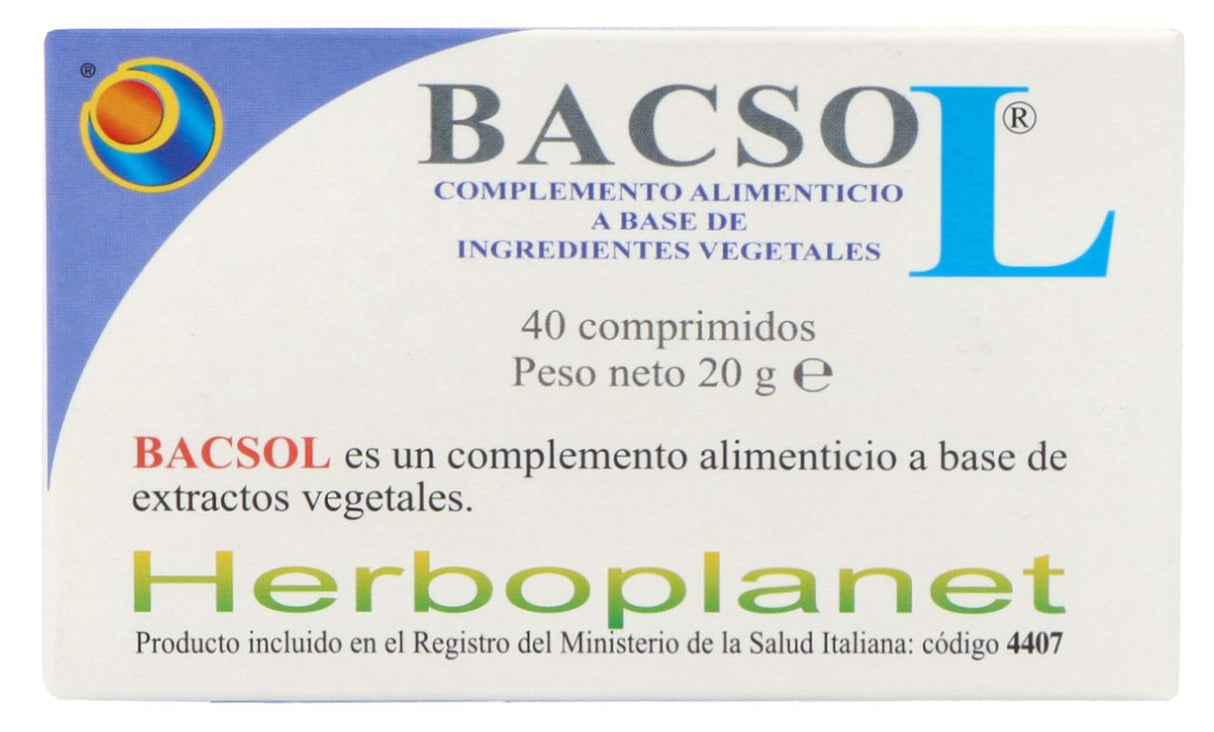 ®
BACSOL®
COMPLEMENTO ALIMENTICIO
A BASE DE
INGREDIENTES VEGETALES
40 comprimidos
Peso neto 20 g ℮
BACSOL es un complemento alimenticio a base de
extractos vegetales.
Herboplanet
Producto incluido en el Registro del Ministerio de la Salud Italiana: código 4407